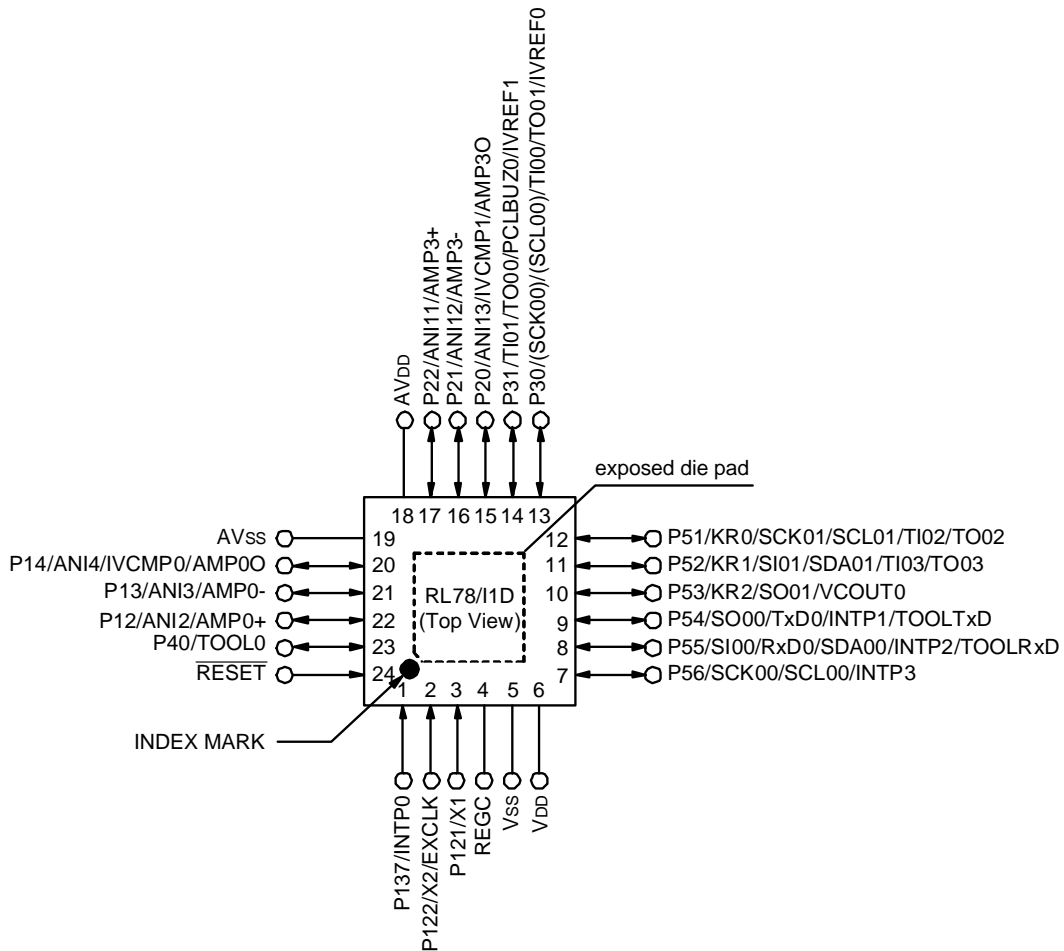 AVDD
P22/ANI11/AMP3+
P21/ANI12/AMP3-
P20/ANI13/IVCMP1/AMP3O
P31/TI01/TO00/PCLBUZ0/IVREF1
P30/(SCK00)/(SCL00)/TI00/TO01/IVREF0
exposed die pad
18 17 16 15 14 13
AVSS 19
P14/ANI4/IVCMP0/AMP0O 20
P13/ANI3/AMP0- 21
P12/ANI2/AMP0+ 22
P40/TOOL0 23
RESET 24
RL78/I1D
(Top View)
12 P51/KR0/SCK01/SCL01/TI02/TO02
11 P52/KR1/SI01/SDA01/TI03/TO03
10 P53/KR2/SO01/VCOUT0
9 P54/SO00/TxD0/INTP1/TOOLTxD
8 P55/SI00/RxD0/SDA00/INTP2/TOOLRxD
7 P56/SCK00/SCL00/INTP3
1 2 3 4 5 6
INDEX MARK
P137/INTP0
P122/X2/EXCLK
P121/X1
REGC
VSS
VDD